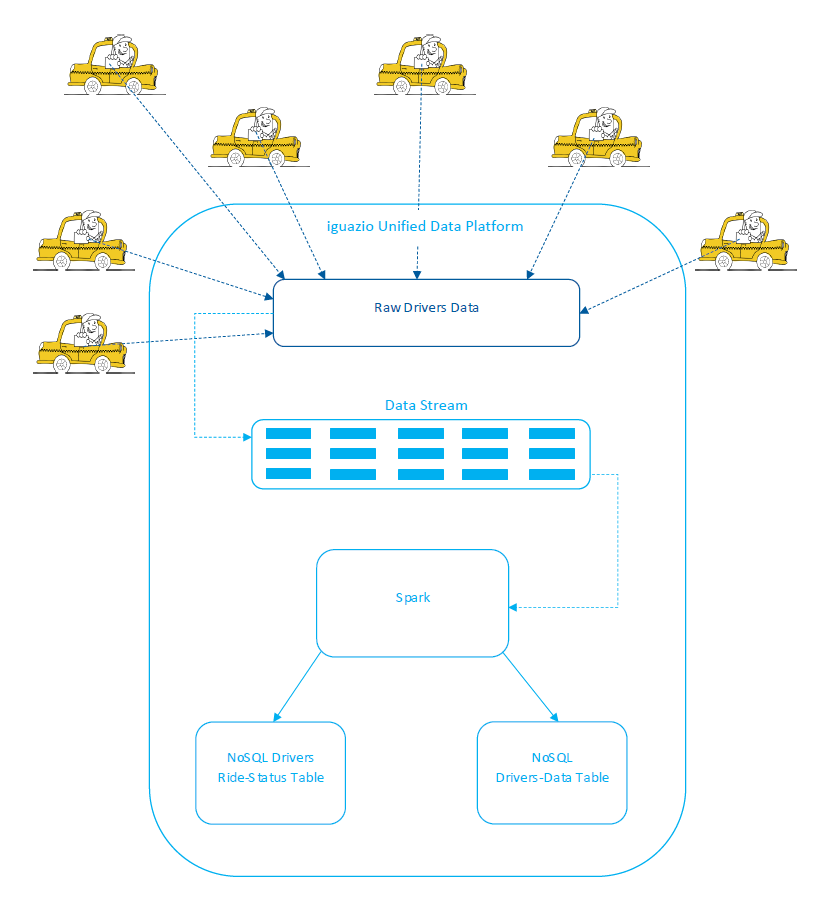 iguazio Unified Data Platform
Raw Drivers Data
Data Stream
Spark
NoSQL Drivers
Ride-Status Table
NoSQL
Drivers-Data Table